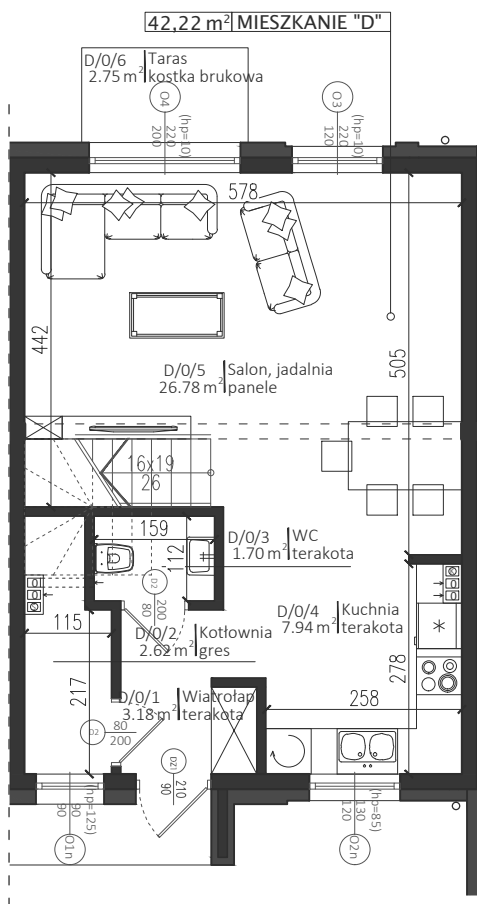 42,22 m² MIESZKANIE "D"
D/0/6 Taras
2.75 m² kostka brukowa
O4
220
200
(hp=10)
O3
220
120
(hp=10)
578
442
505
D/0/5 Salon, jadalnia
26.78 m² panele
16x19
26
159
112
D/0/3 WC
1.70 m² terakota
D2
200
80
115
D/0/2 Kotłownia
2.62 m² gres
D/0/4 Kuchnia
7.94 m² terakota
217
278
D/0/1 Wiatrołap
3.18 m² terakota
258
D2
80
200
DZ1
210
90
O1n
90
90
(hp=125)
O2n
130
120
(hp=85)